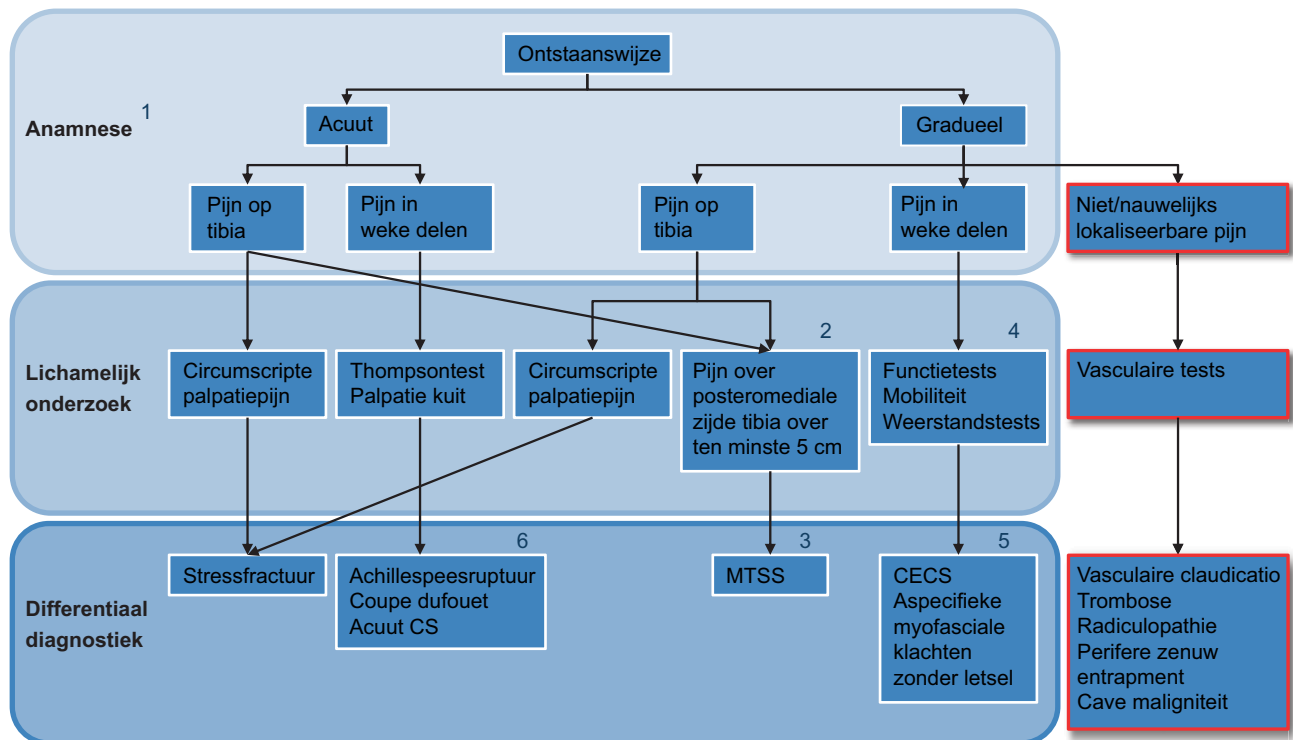 Ontstaanswijze
Anamnese 1
Acuut
Gradueel
Pijn op
tibia
Pijn in
weke delen
Pijn op
tibia
Pijn in
weke delen
Niet/nauwelijks
lokaliseerbare pijn
Lichamelijk
onderzoek
Circumscripte
palpatiepijn
Thompsontest
Palpatie kuit
Circumscripte
palpatiepijn
2
Pijn over
posteromediale
zijde tibia over
ten minste 5 cm
4
Functietests
Mobiliteit
Weerstandstests
Vasculaire tests
Differentiaal
diagnostiek
Stressfractuur
6
Achillespeesruptuur
Coupe dufouet
Acuut CS
3
MTSS
5
CECS
Aspecifieke
myofasciale
klachten
zonder letsel
Vasculaire claudicatio
Trombose
Radiculopathie
Perifere zenuw
entrapment
Cave maligniteit